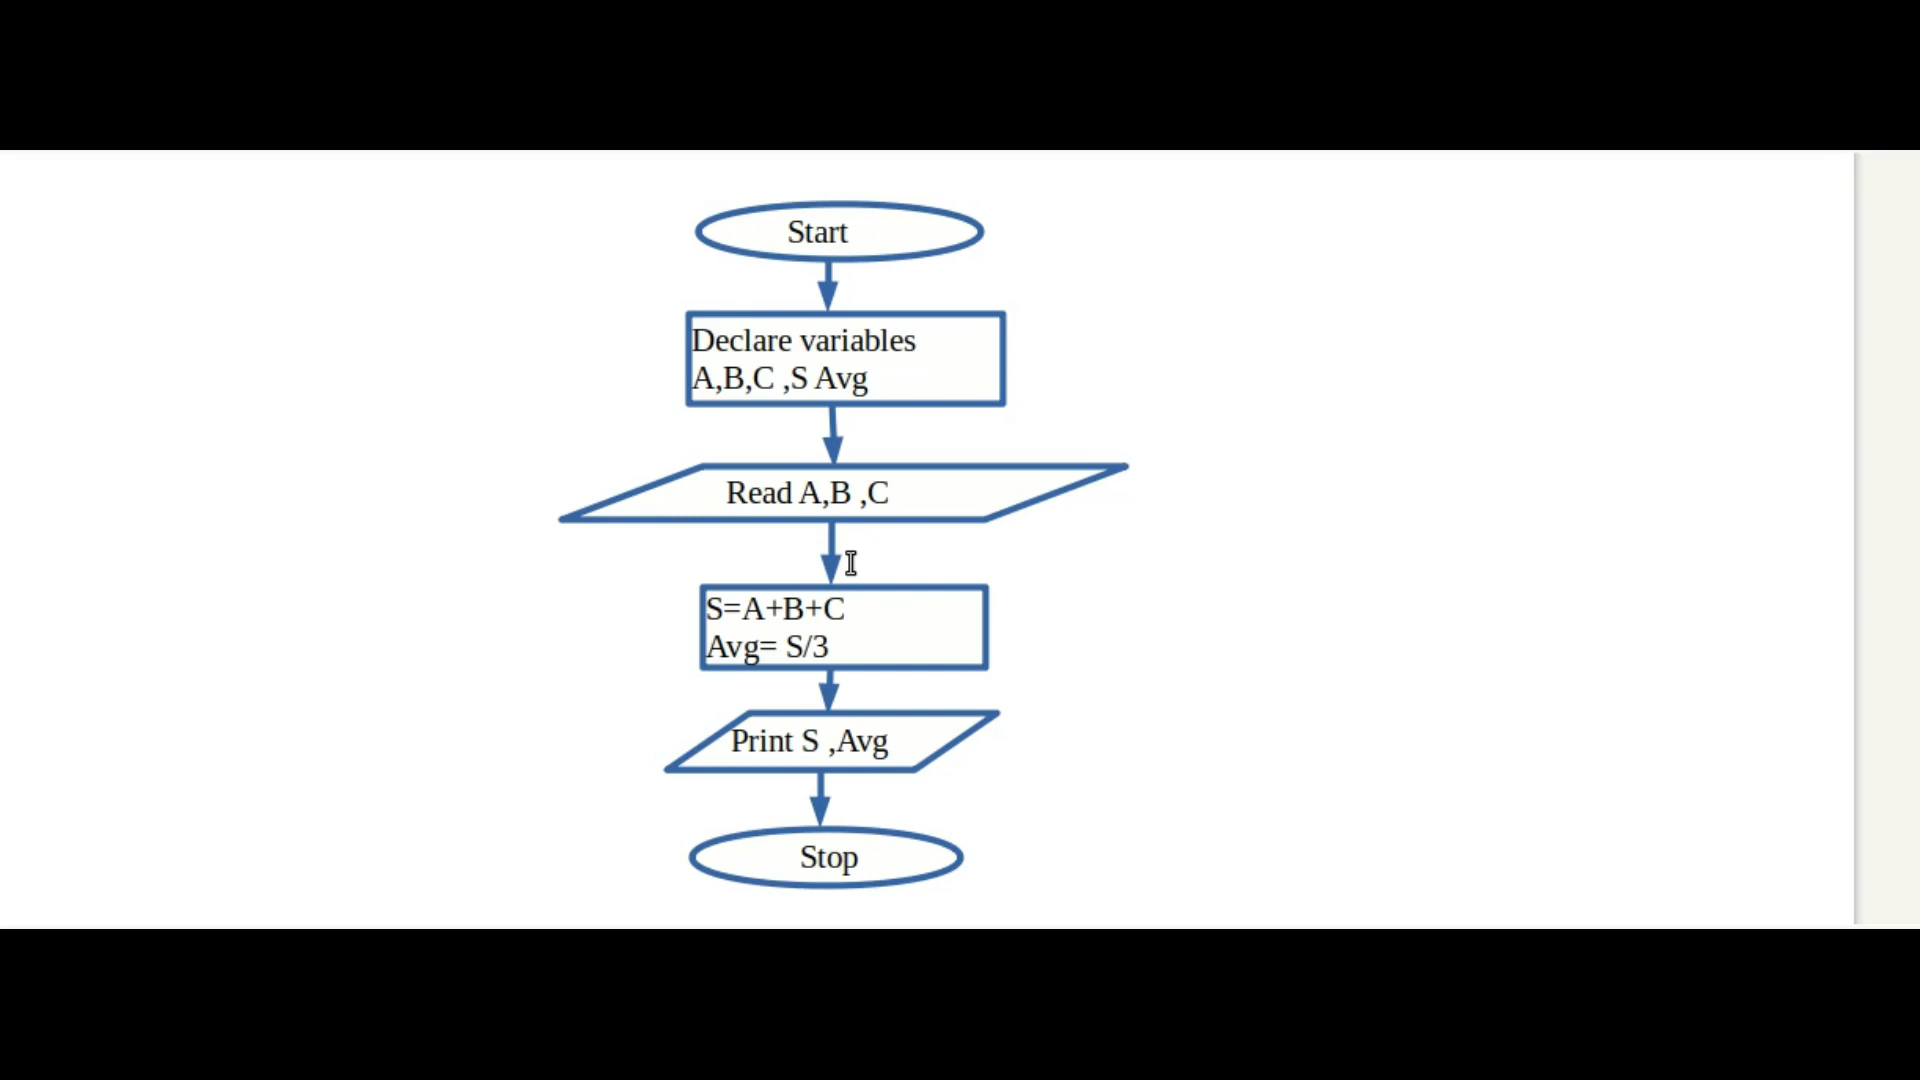 Start
Declare variables
A,B,C ,S Avg
Read A,B ,C
S=A+B+C
Avg= S/3
Print S ,Avg
Stop